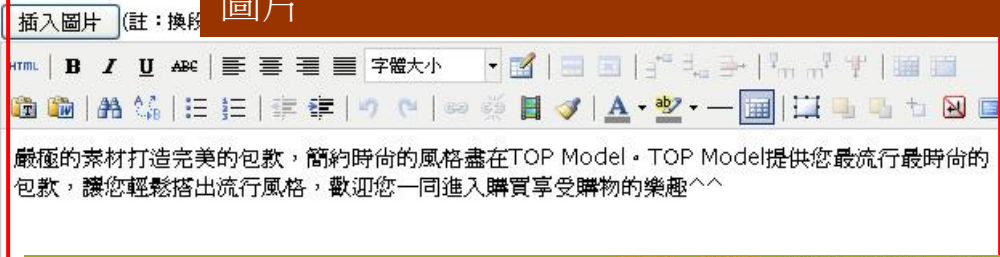 圖片
插入圖片 (註：換段
HTML B I U ABC 字體大小
嚴極的素材打造完美的包款，簡約時尚的風格盡在TOP Model。TOP Model提供您最流行最時尚的
包款，讓您輕鬆搭出流行風格，歡迎您一同進入購買享受購物的樂趣^^